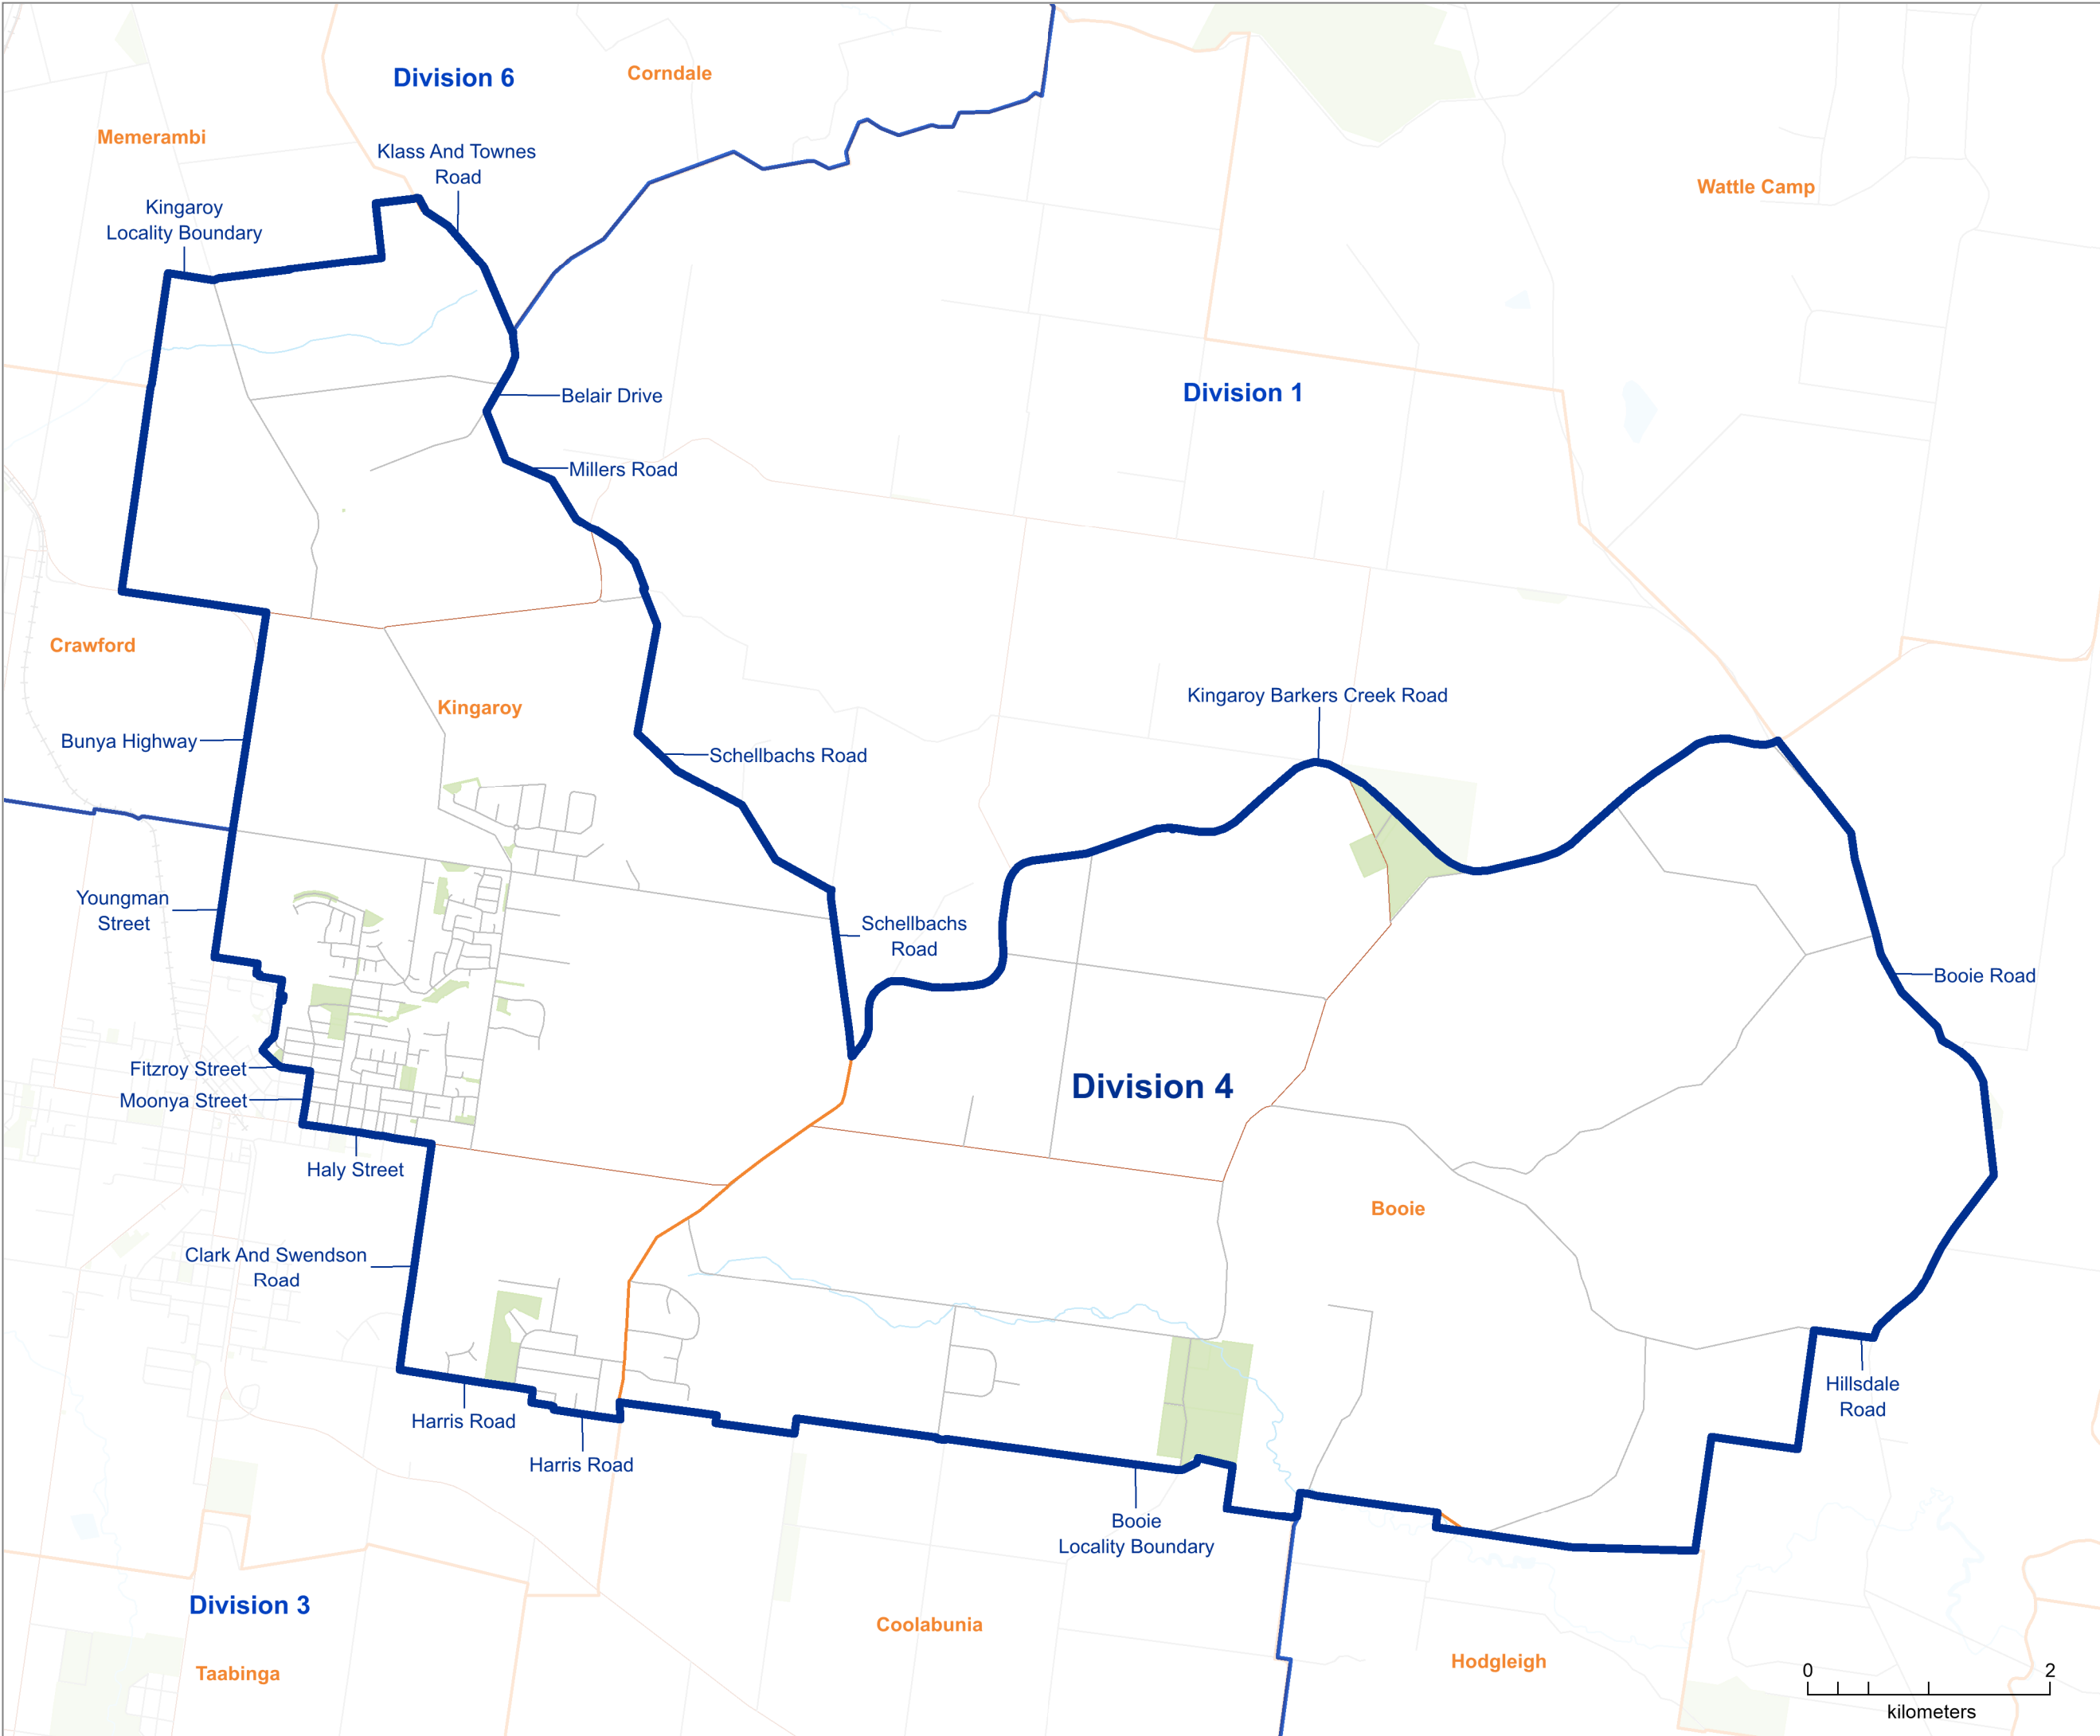 Division 6
Corndale
Memerambi
Klass And Townes
Road
Wattle Camp
Kingaroy
Locality Boundary
Division 1
Belair Drive
Millers Road
Crawford
Kingaroy
Kingaroy Barkers Creek Road
Bunya Highway
Schellbachs Road
Youngman
Street
Schellbachs
Road
Booie Road
Fitzroy Street
Division 4
Moonya Street
Haly Street
Booie
Clark And Swendson
Road
Hillsdale
Road
Harris Road
Harris Road
Booie
Locality Boundary
Division 3
Coolabunia
Hodgleigh
Taabinga
0 2
kilometers